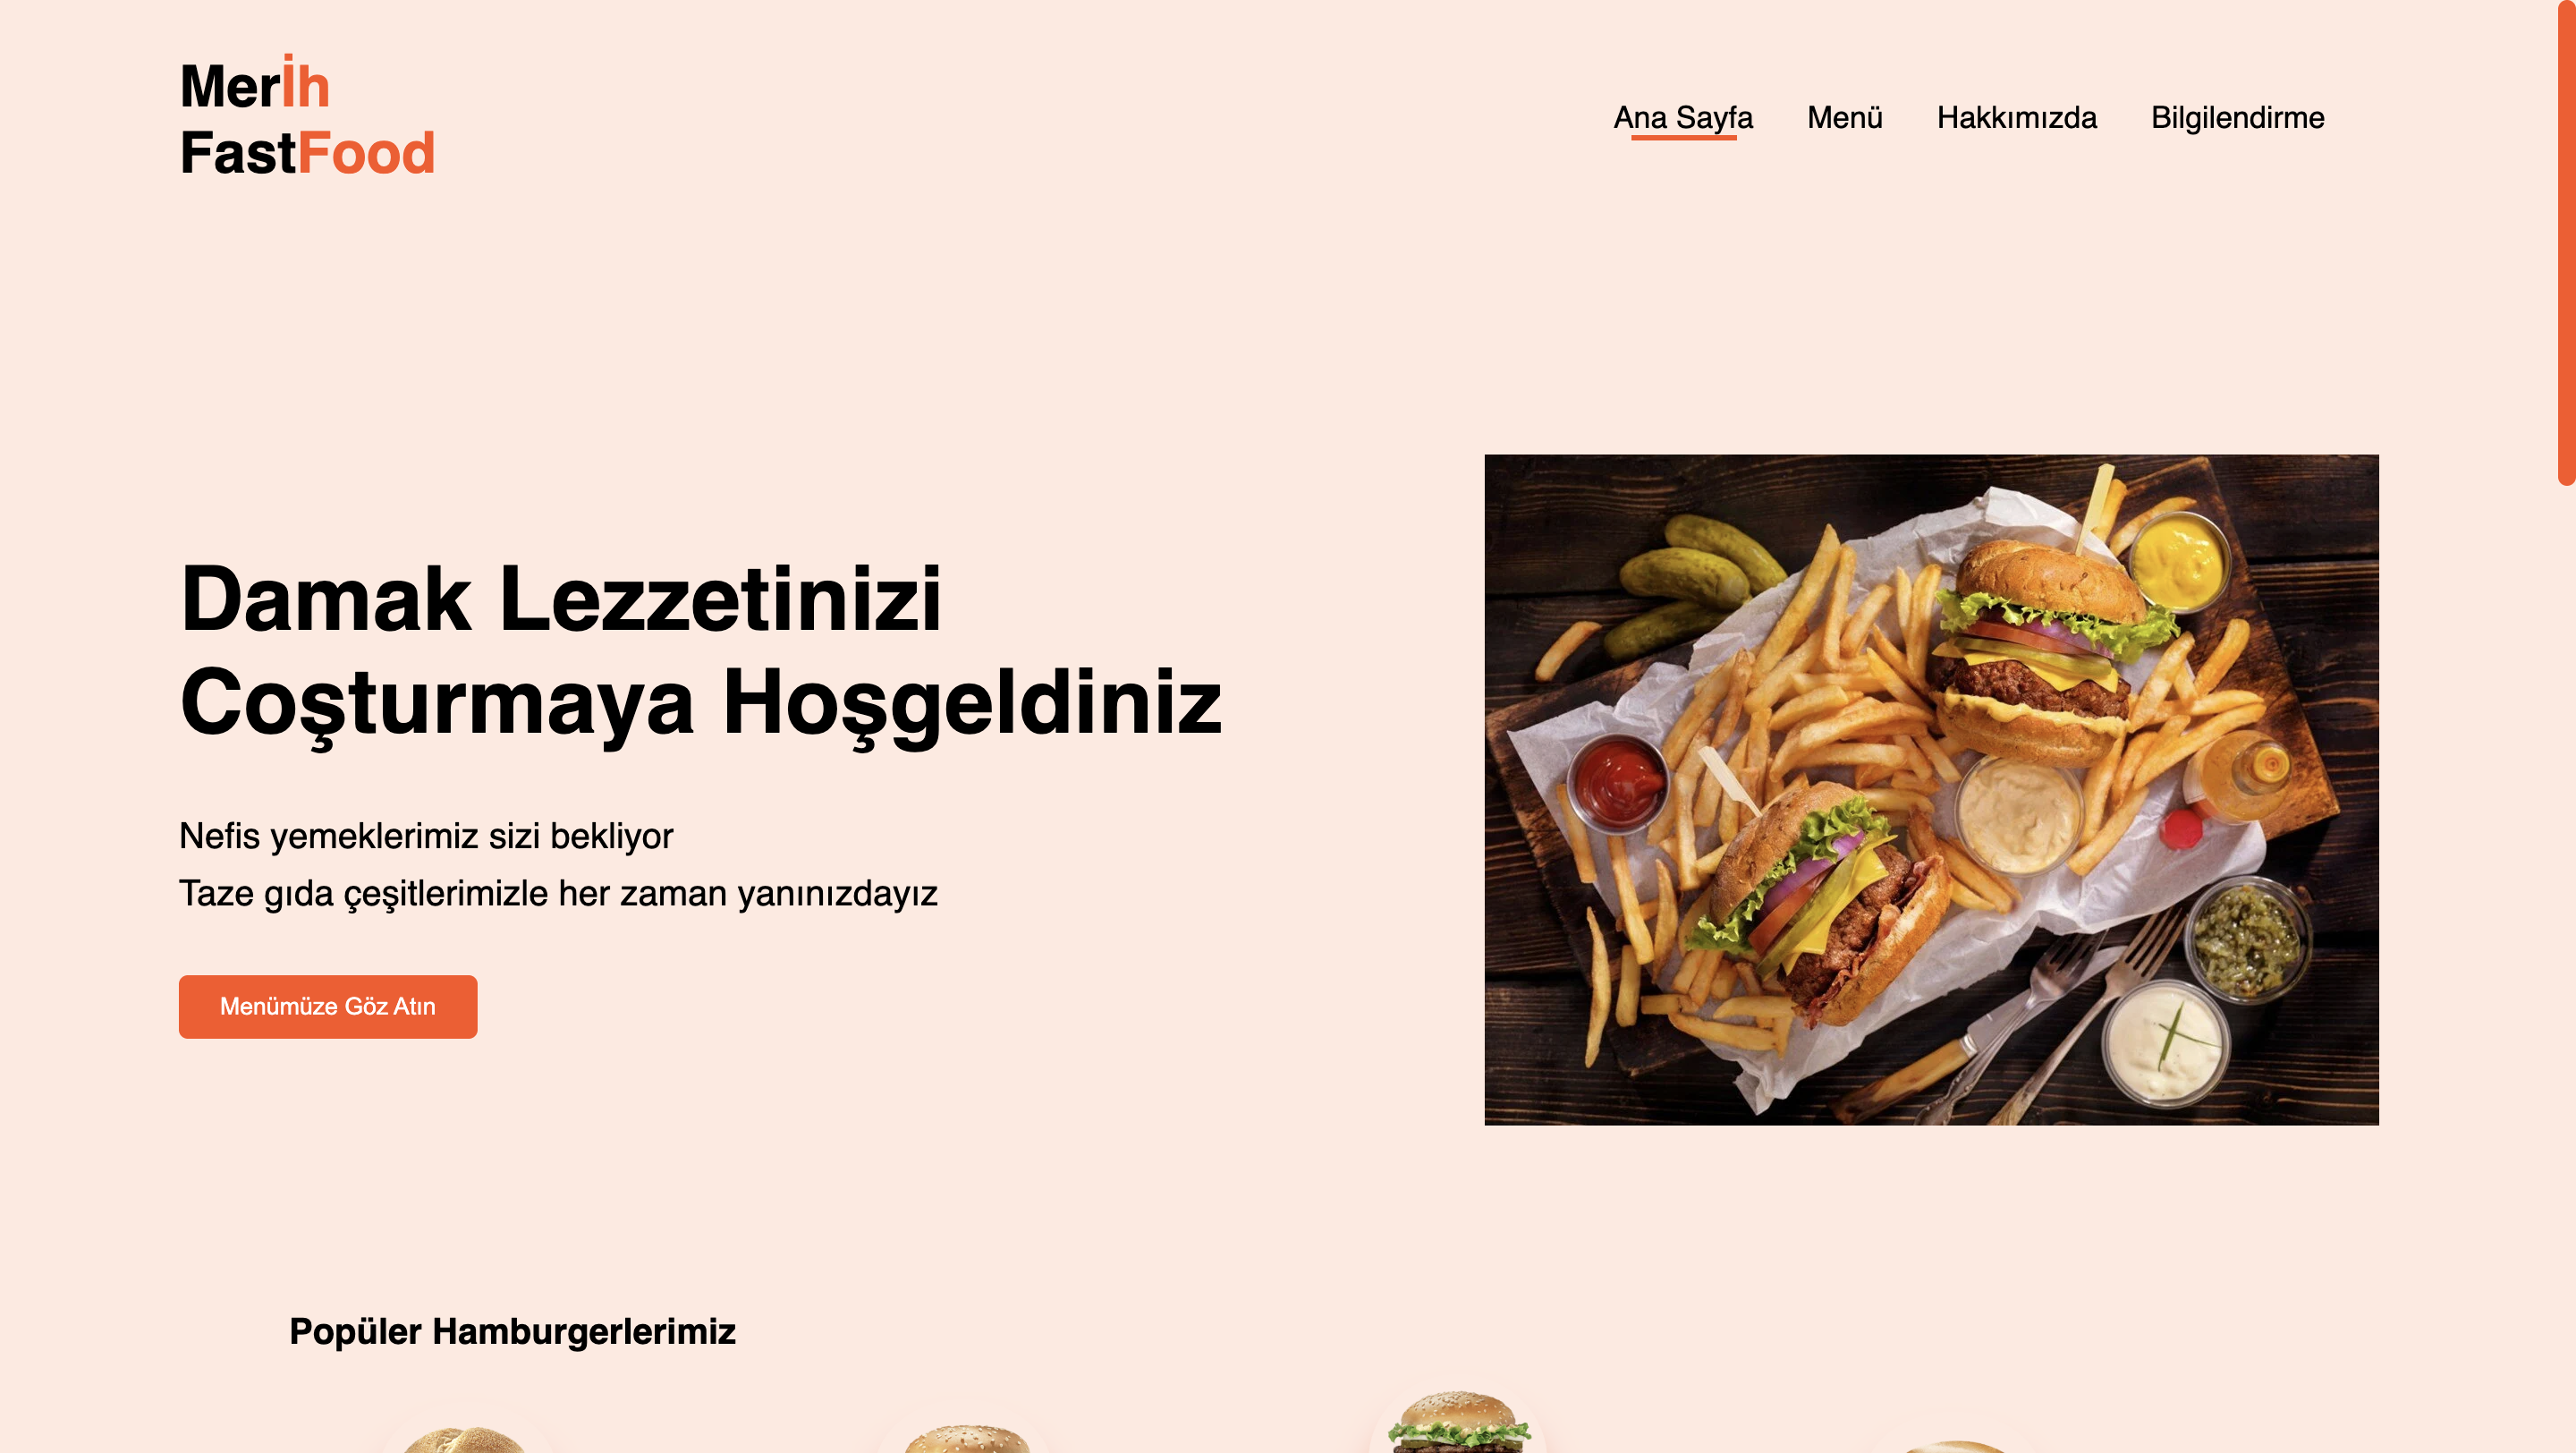 Merİh
FastFood
Ana Sayfa Menü Hakkımızda Bilgilendirme
Damak Lezzetinizi
Coşturmaya Hoşgeldiniz
Nefis yemeklerimiz sizi bekliyor
Taze gıda çeşitlerimizle her zaman yanınızdayız
Menümüze Göz Atın
Popüler Hamburgerlerimiz